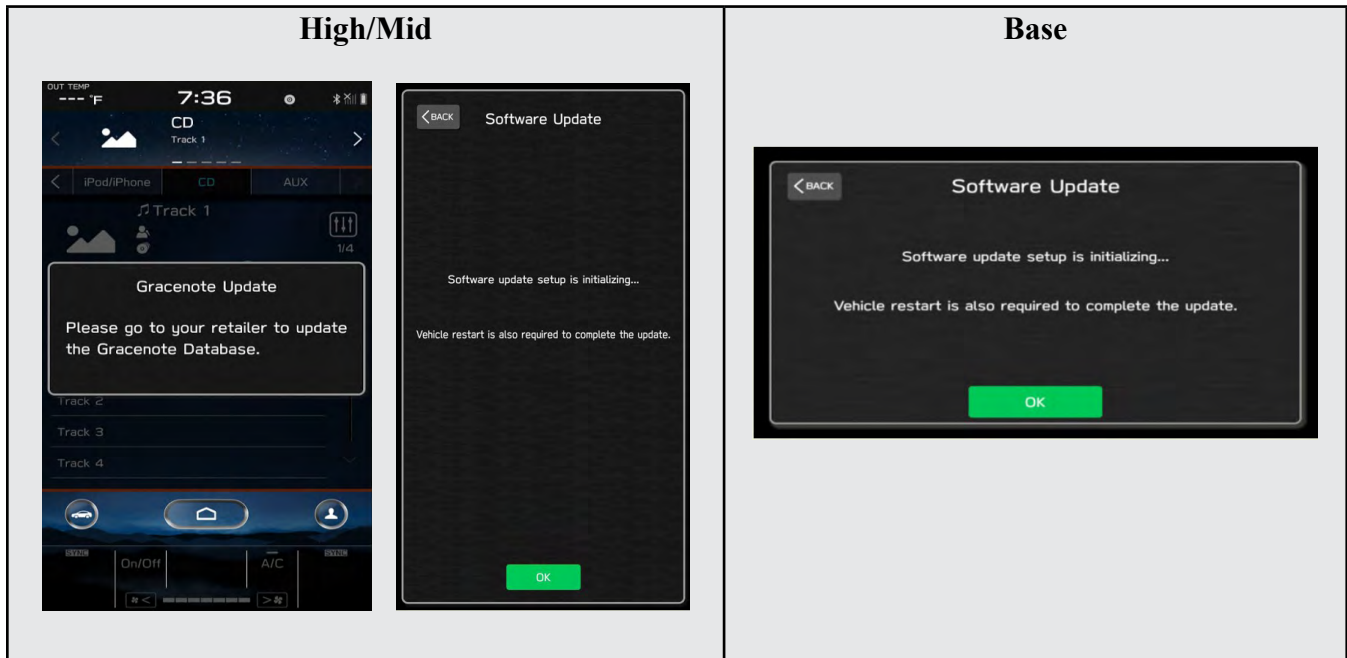 High/Mid
Base
OUT TEMP
--- °F
7:36
CD
Track 1
iPod/iPhone
CD
AUX
Track 1
1/4
Gracenote Update
Please go to your retailer to update
the Gracenote Database.
Track 2
Track 3
Track 4
SYNC
SYNC
On/Off
A/C
< BACK
Software Update
Software update setup is initializing...
Vehicle restart is also required to complete the update.
OK
< BACK
Software Update
Software update setup is initializing...
Vehicle restart is also required to complete the update.
OK